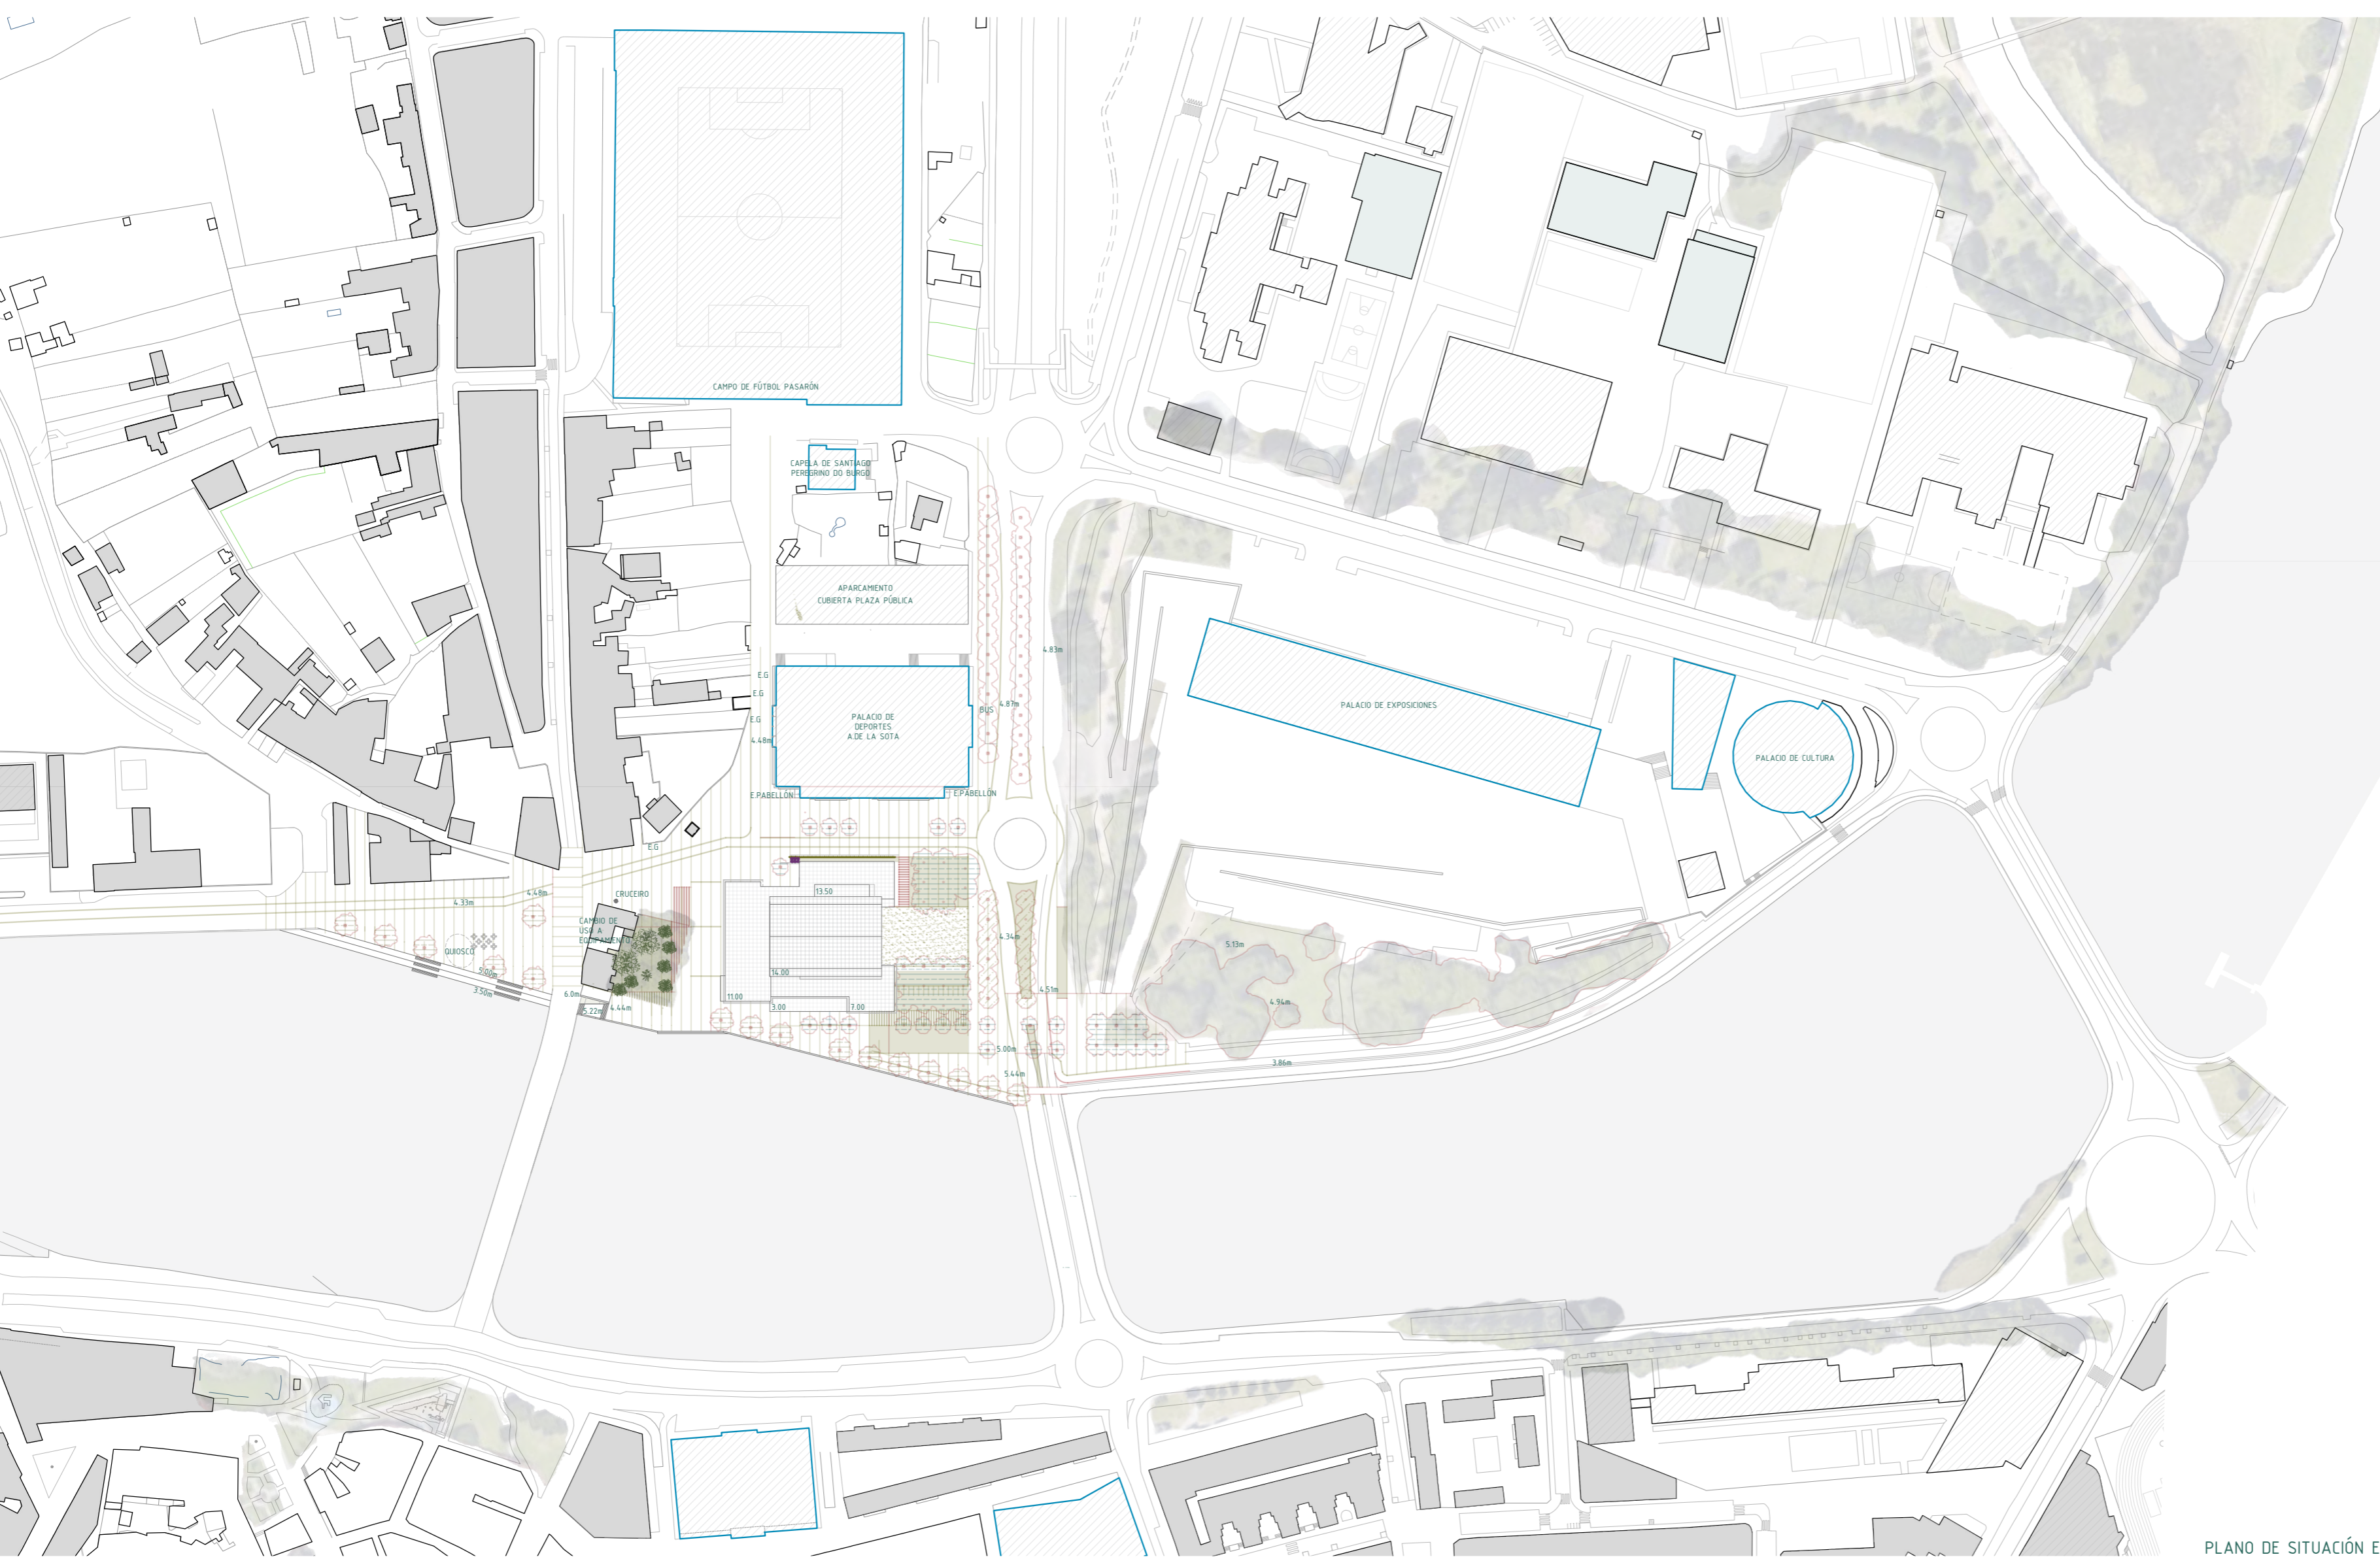 CAMPO DE FÚTBOL PASARÓN
CAPELA DE SANTIAGO
PEREGRINO DO BURGO
APARCAMIENTO
CUBIERTA PLAZA PÚBLICA
4.83m
E.G
E.G
BUS
4.87m
E.G
4.48m
PALACIO DE
DEPORTES
A.DE LA SOTA
PALACIO DE EXPOSICIONES
PALACIO DE CULTURA
E.PABELLÓN
E.PABELLÓN
E.G
4.33m
4.48m
CRUCEIRO
13.50
CAMBIO DE
USO A
EQUIPAMENTO
QUIOSCO
4.34m
5.13m
5.00m
3.50m
14.00
6.0m
11.00
3.00
7.00
4.51m
4.94m
5.22m
4.44m
5.00m
5.44m
3.86m
PLANO DE SITUACIÓN E